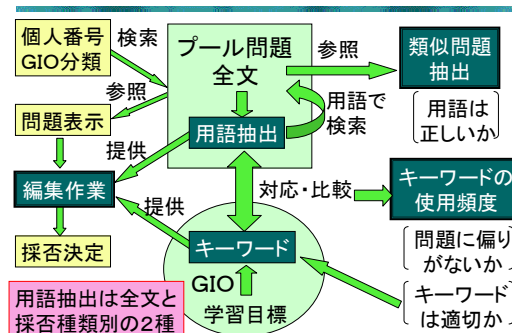 個人番号
GIO分類
検索
プール問題
全文
参照
類似問題
抽出
参照
用語で
検索
用語は
正しいか
問題表示
用語抽出
提供
編集作業
対応・比較
キーワードの
使用頻度
提供
採否決定
キーワード
問題に偏り
がないか
GIO
学習目標
キーワード
は適切か
用語抽出は全文と
採否種類別の2種